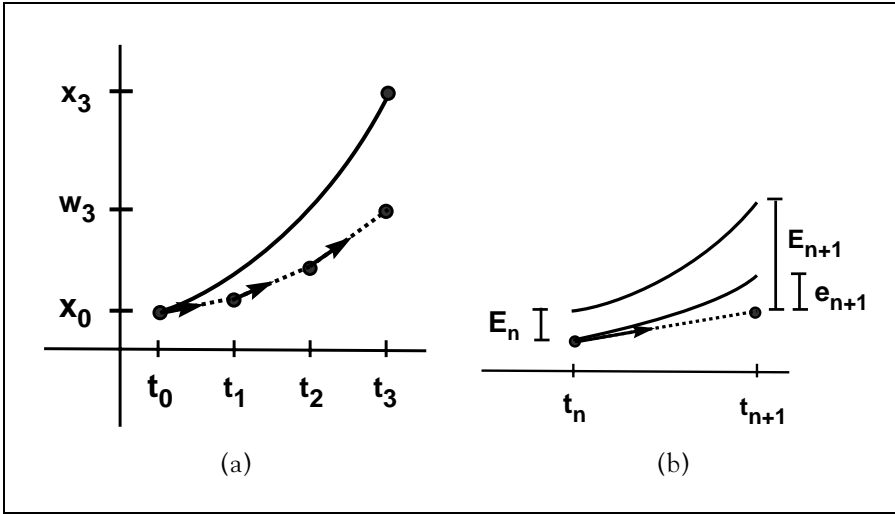 x3
w3
x0
t0 t1 t2 t3
(a)
En
En+1
en+1
tn tn+1
(b)